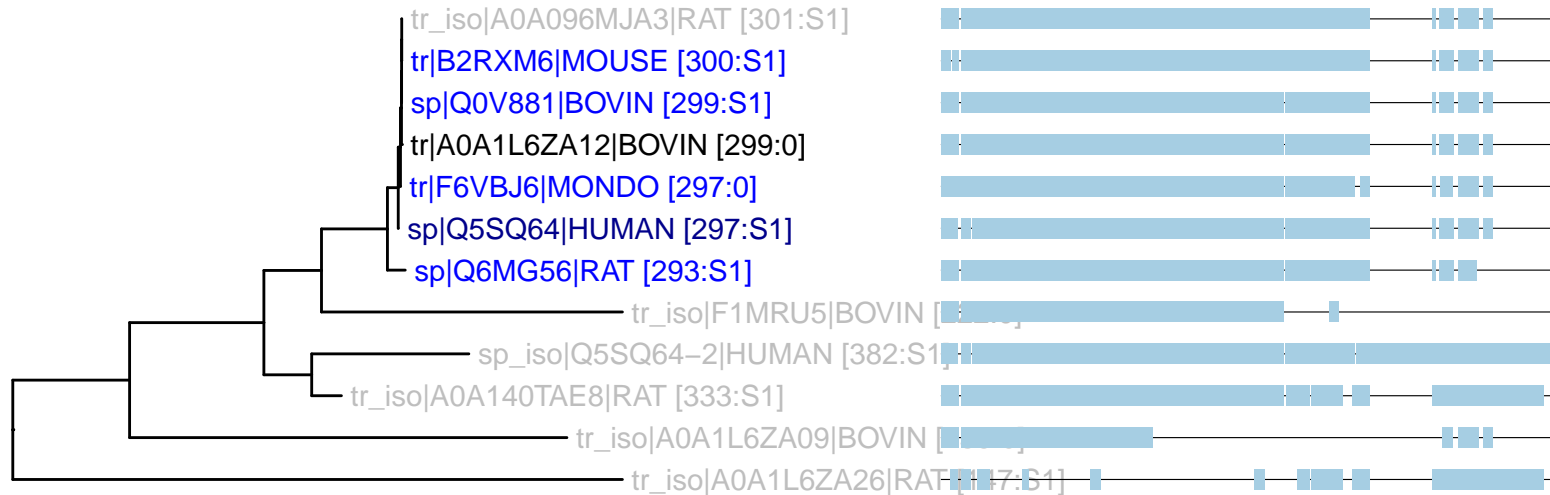 tr_iso|A0A096MJA3|RAT [301:S1]
tr|B2RXM6|MOUSE [300:S1]
sp|Q0V881|BOVIN [299:S1]
tr|A0A1L6ZA12|BOVIN [299:0]
tr|F6VBJ6|MONDO [297:0]
sp|Q5SQ64|HUMAN [297:S1]
sp|Q6MG56|RAT [293:S1]
tr_iso|F1MRU5|BOVIN
sp_iso|Q5SQ64−2|HUMAN [382:S1]
tr_iso|A0A140TAE8|RAT [333:S1]
tr_iso|A0A1L6ZA09|BOVIN
tr_iso|A0A1L6ZA26|RAT